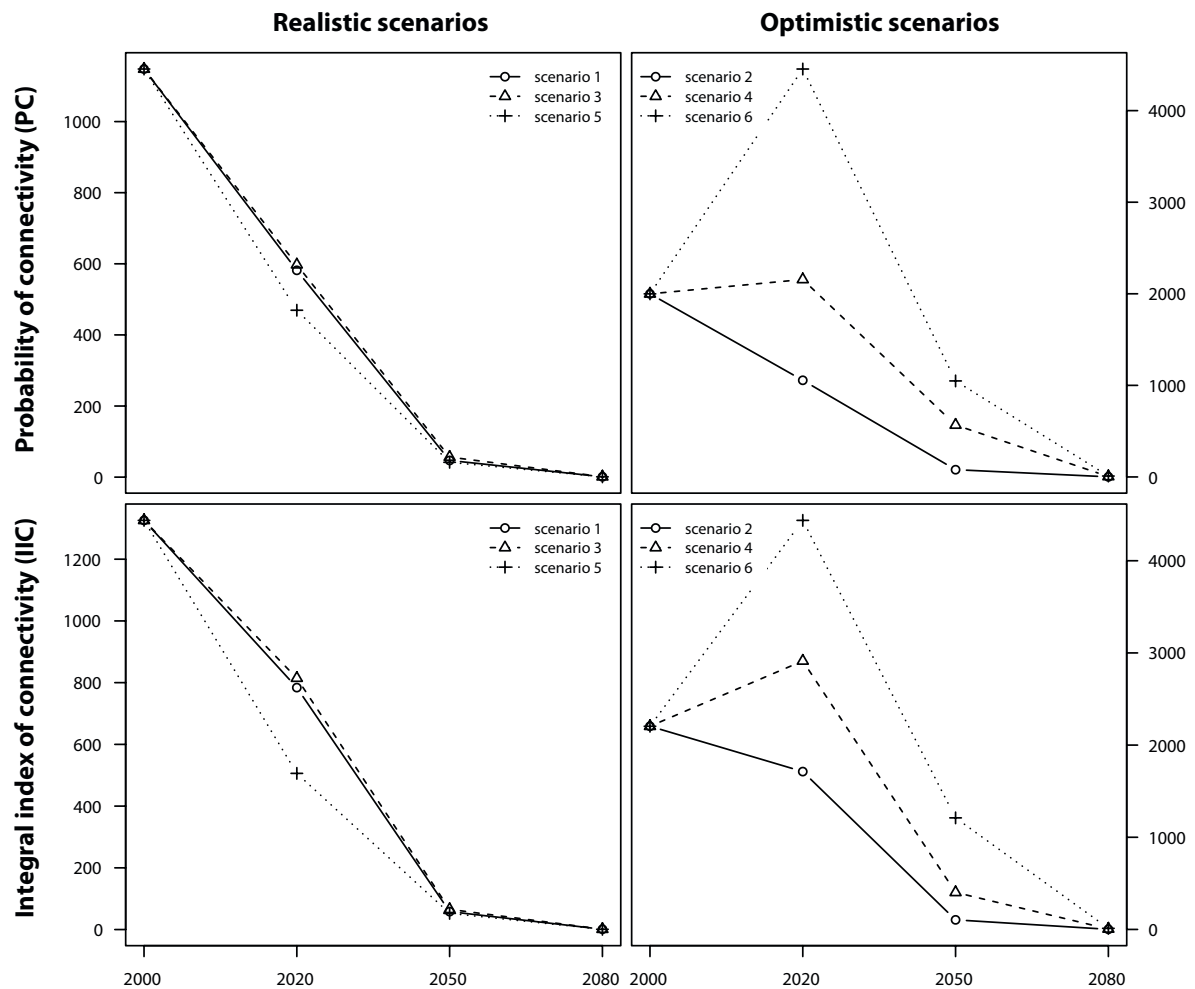 Realistic scenarios
Optimistic scenarios
Probability of connectivity (PC)
1000
800
600
400
200
0
scenario 1
scenario 3
scenario 5
scenario 2
scenario 4
scenario 6
4000
3000
2000
1000
0
Integral index of connectivity (IIC)
1200
1000
800
600
400
200
0
scenario 1
scenario 3
scenario 5
scenario 2
scenario 4
scenario 6
4000
3000
2000
1000
0
2000 2020 2050 2080
2000 2020 2050 2080